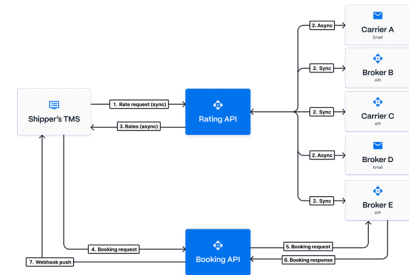 2. Async
Carrier A
Email
2. Sync
Broker B
API
1. Rate request (sync)
Shipper's TMS
3. Rates (async)
Rating API
2. Sync
Carrier C
API
2. Async
Broker D
Email
2. Sync
Broker E
API
4. Booking request
Booking API
5. Booking request
7. Webhook push
6. Booking response